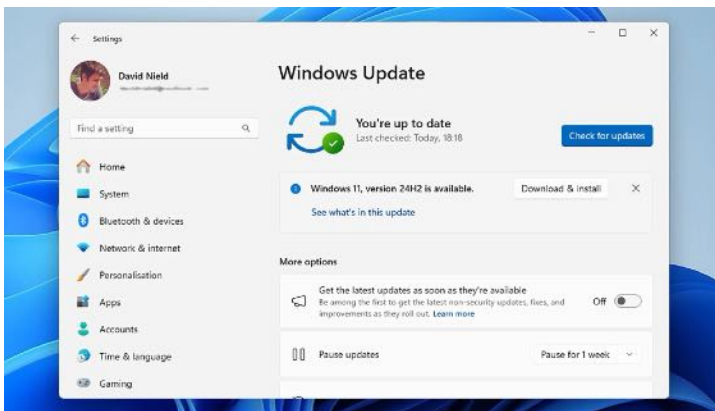 Settings
David Nield
Find a setting
Home
System
Bluetooth & devices
Network & internet
Personalisation
Apps
Accounts
Time & language
Gaming
Windows Update
You're up to date
Last checked: Today, 18:18
Check for updates
Windows 11, version 24H2 is available.
Download & install
See what's in this update
More options
Get the latest updates as soon as they're available
Be among the first to get the latest non-security updates, fixes, and
improvements as they roll out. Learn more
Off
Pause updates
Pause for 1 week